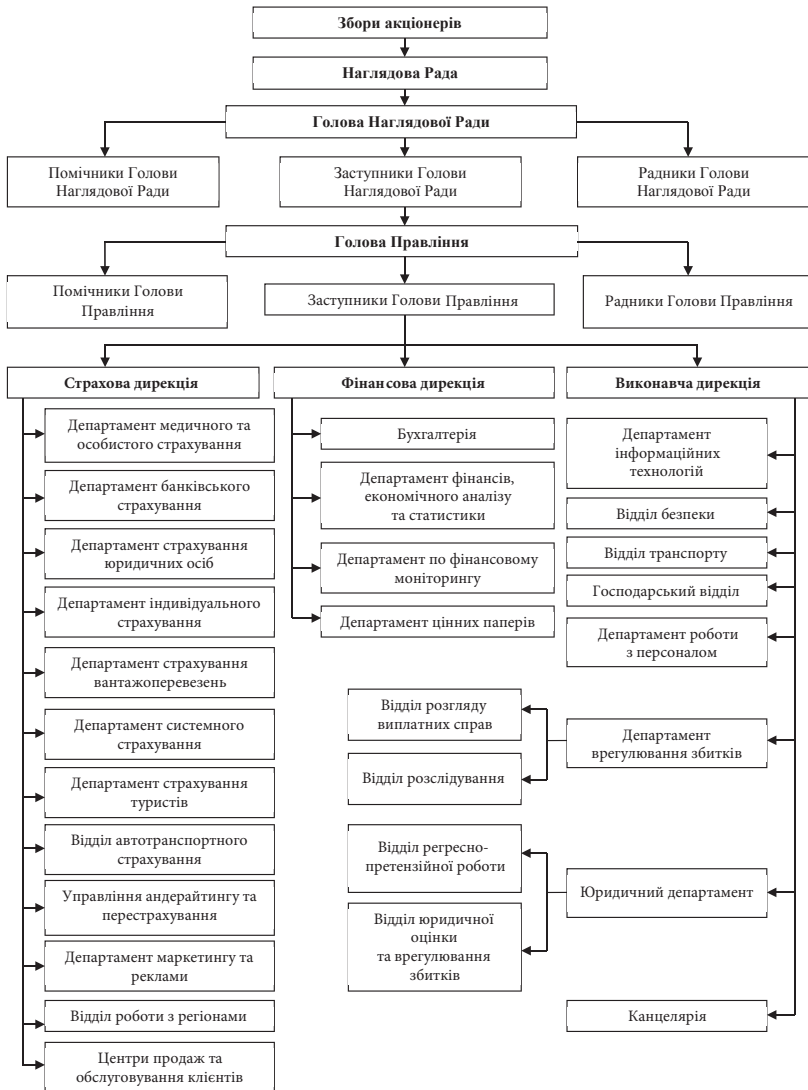 Збори акціонерів
Наглядова Рада
Голова Наглядової Ради
Помічники Голови
Наглядової Ради
Заступники Голови
Наглядової Ради
Радники Голови
Наглядової Ради
Голова Правління
Помічники Голови
Правління
Заступники Голови Правління
Радники Голови Правління
Страхова дирекція
Департамент медичного та
особистого страхування
Департамент банківського
страхування
Департамент страхування
юридичних осіб
Департамент індивідуального
страхування
Департамент страхування
вантажоперевезень
Департамент системного
страхування
Департамент страхування
туристів
Відділ автотранспортного
страхування
Управління андерайтингу та
перестрахування
Департамент маркетингу та
реклами
Відділ роботи з регіонами
Центри продаж та
обслуговування клієнтів
Фінансова дирекція
Бухгалтерія
Департамент фінансів,
економічного аналізу
та статистики
Департамент по фінансовому
моніторингу
Департамент цінних паперів
Виконавча дирекція
Департамент
інформаційних
технологій
Відділ безпеки
Відділ транспорту
Господарський відділ
Департамент роботи
з персоналом
Департамент
врегулювання збитків
Відділ розгляду
виплатних справ
Відділ розслідування
Юридичний департамент
Відділ регресно-
претензійної роботи
Відділ юридичної
оцінки
та врегулювання
збитків
Канцелярія